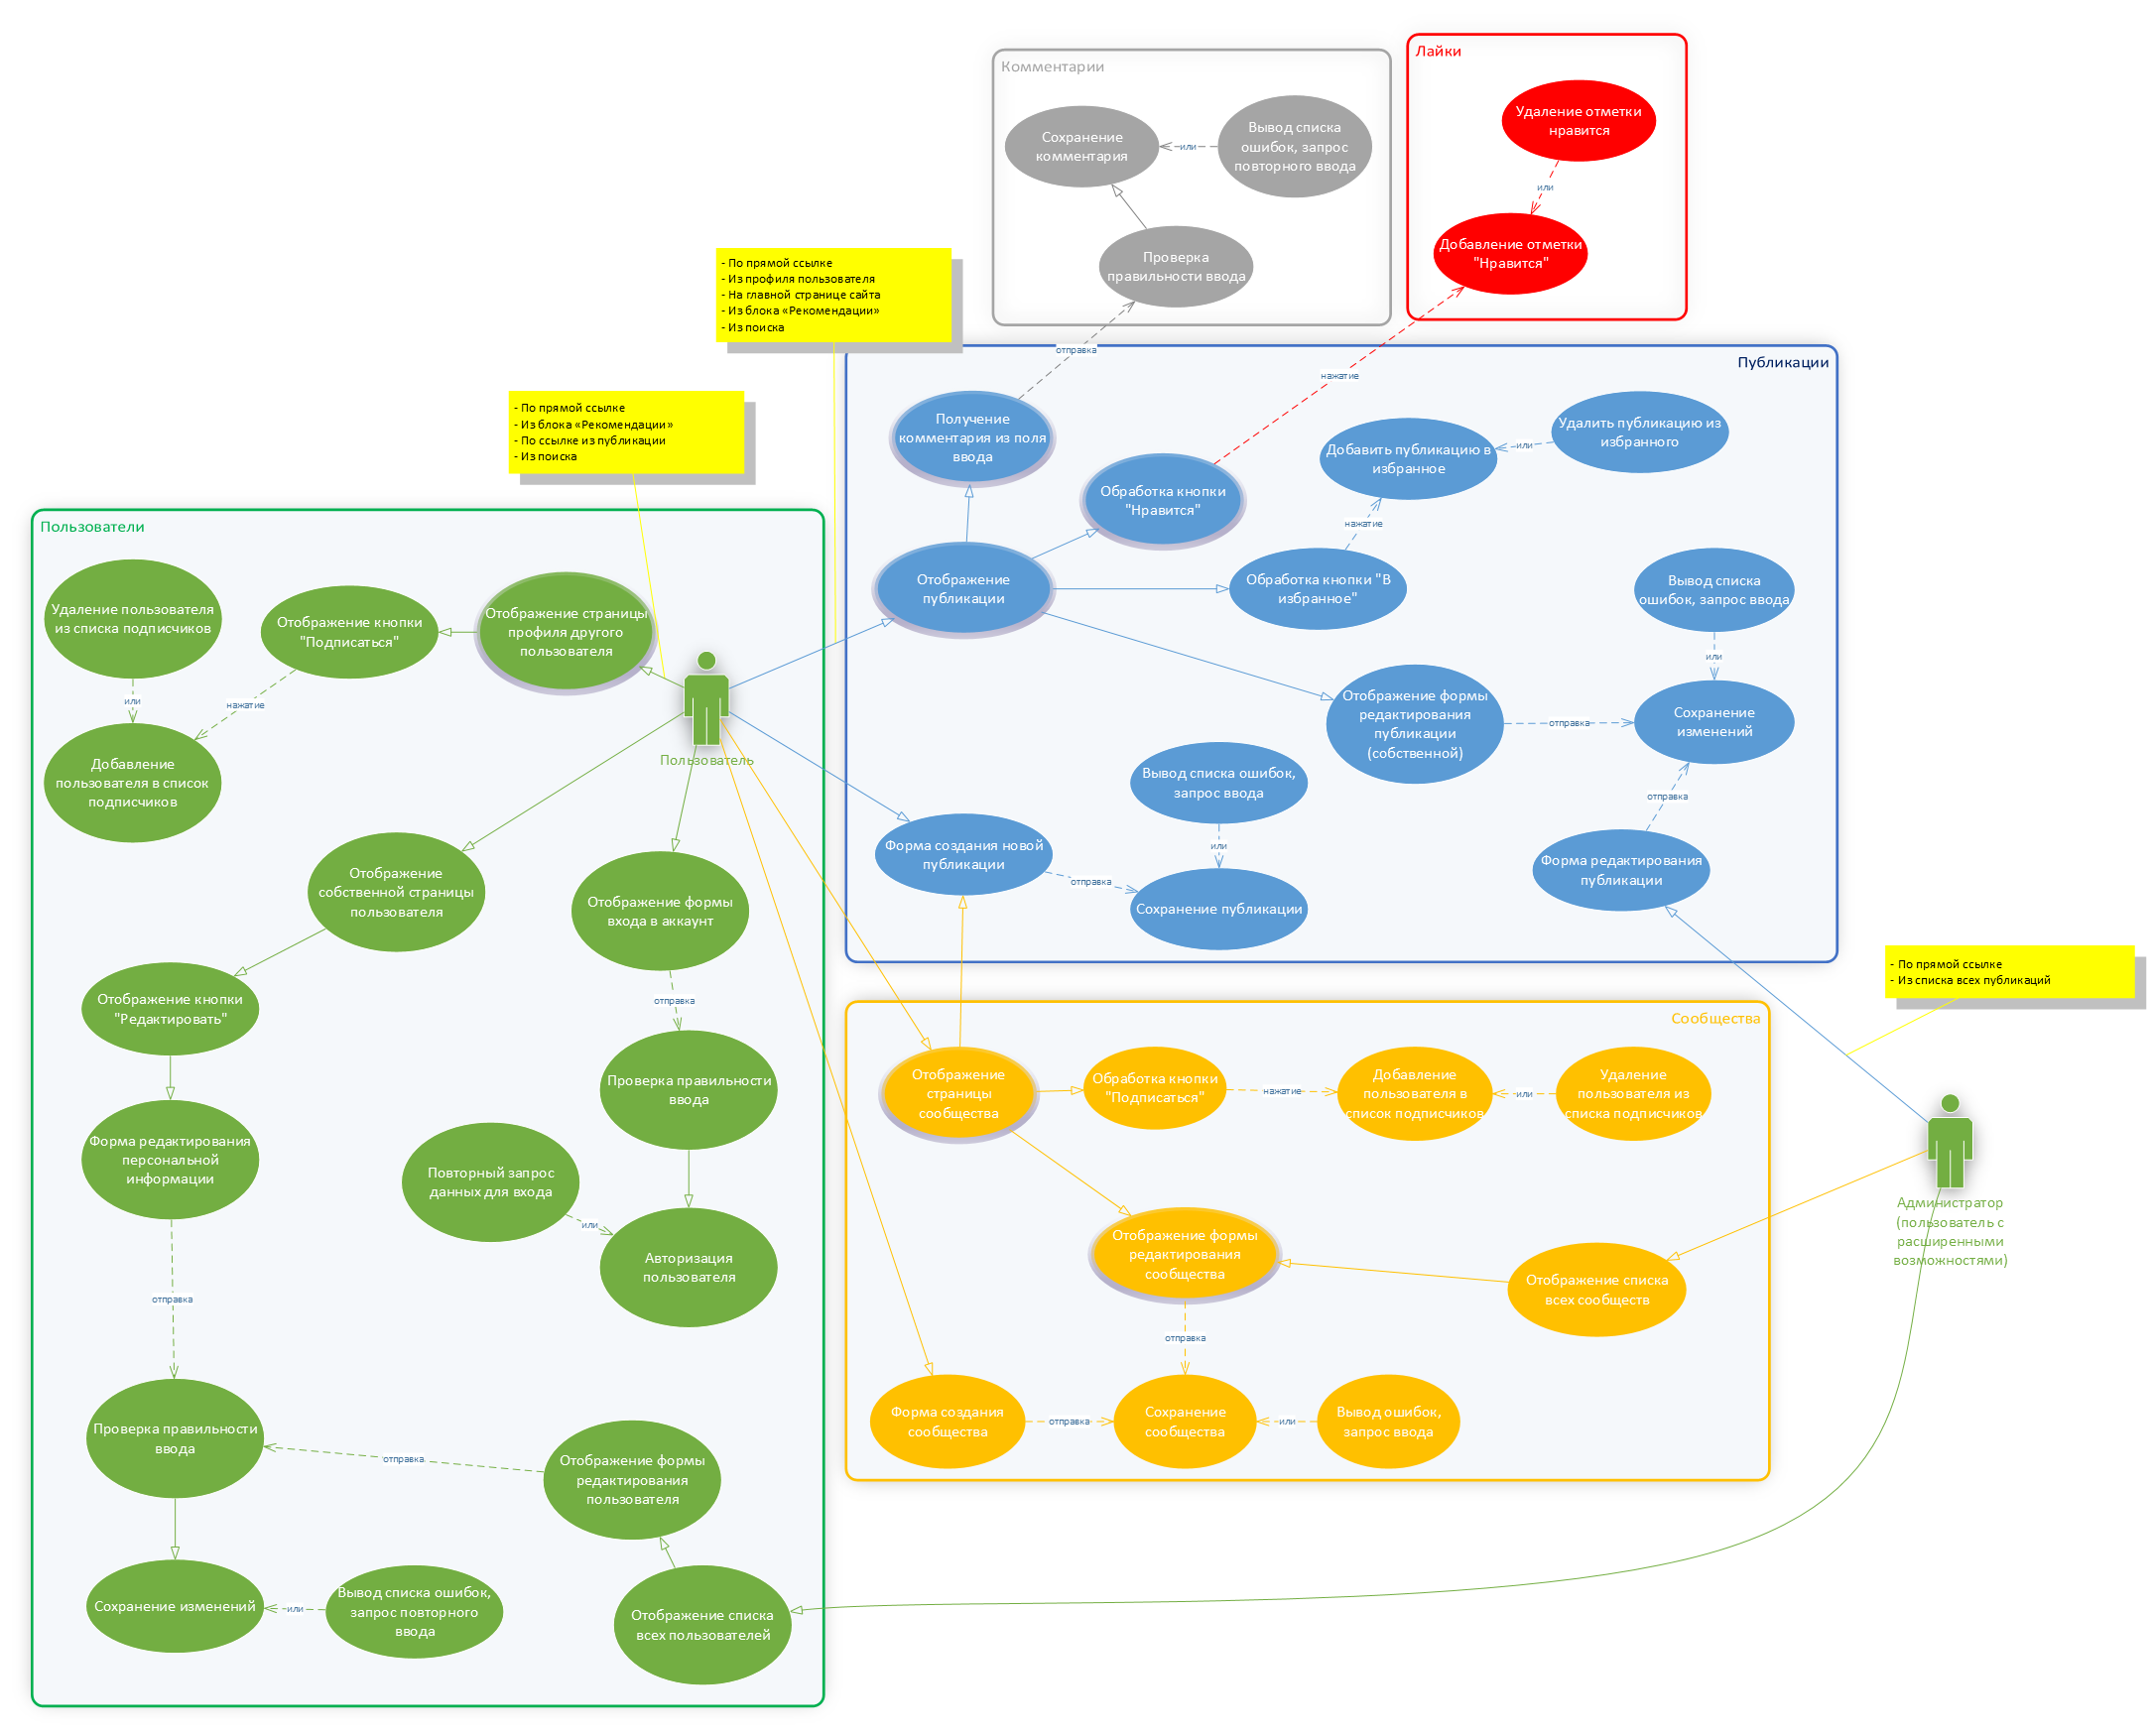 Комментарии
Сохранение
комментария
или
Вывод списка
ошибок, запрос
повторного ввода
Проверка
правильности ввода
Лайки
Удаление отметки
нравится
или
Добавление отметки
"Нравится"
- По прямой ссылке
- Из профиля пользователя
- На главной странице сайта
- Из блока «Рекомендации»
- Из поиска
- По прямой ссылке
- Из блока «Рекомендации»
- По ссылке из публикации
- Из поиска
отправка
нажатие
Публикации
Получение
комментария из поля
ввода
Обработка кнопки
"Нравится"
Добавить публикацию в
избранное
или
Удалить публикацию из
избранного
нажатие
Отображение
публикации
Обработка кнопки "В
избранное"
Вывод списка
ошибок, запрос ввода
или
Отображение формы
редактирования
публикации
(собственной)
отправка
Сохранение
изменений
отправка
Вывод списка ошибок,
запрос ввода
или
Форма создания новой
публикации
отправка
Сохранение публикации
Форма редактирования
публикации
Пользователи
Удаление пользователя
из списка подписчиков
Отображение кнопки
"Подписаться"
Отображение страницы
профиля другого
пользователя
или
нажатие
Добавление
пользователя в список
подписчиков
Пользователь
Отображение
собственной страницы
пользователя
Отображение формы
входа в аккаунт
Отображение кнопки
"Редактировать"
отправка
Проверка правильности
ввода
Форма редактирования
персональной
информации
Повторный запрос
данных для входа
или
Авторизация
пользователя
отправка
Проверка правильности
ввода
отправка
Отображение формы
редактирования
пользователя
Сохранение изменений
или
Вывод списка ошибок,
запрос повторного
ввода
Отображение списка
всех пользователей
Сообщества
Отображение
страницы
сообщества
Обработка кнопки
"Подписаться"
нажатие
Добавление
пользователя в
список подписчиков
или
Удаление
пользователя из
списка подписчиков
Отображение формы
редактирования
сообщества
Отображение списка
всех сообществ
отправка
Форма создания
сообщества
отправка
Сохранение
сообщества
или
Вывод ошибок,
запрос ввода
- По прямой ссылке
- Из списка всех публикаций
Администратор
(пользователь с
расширенными
возможностями)